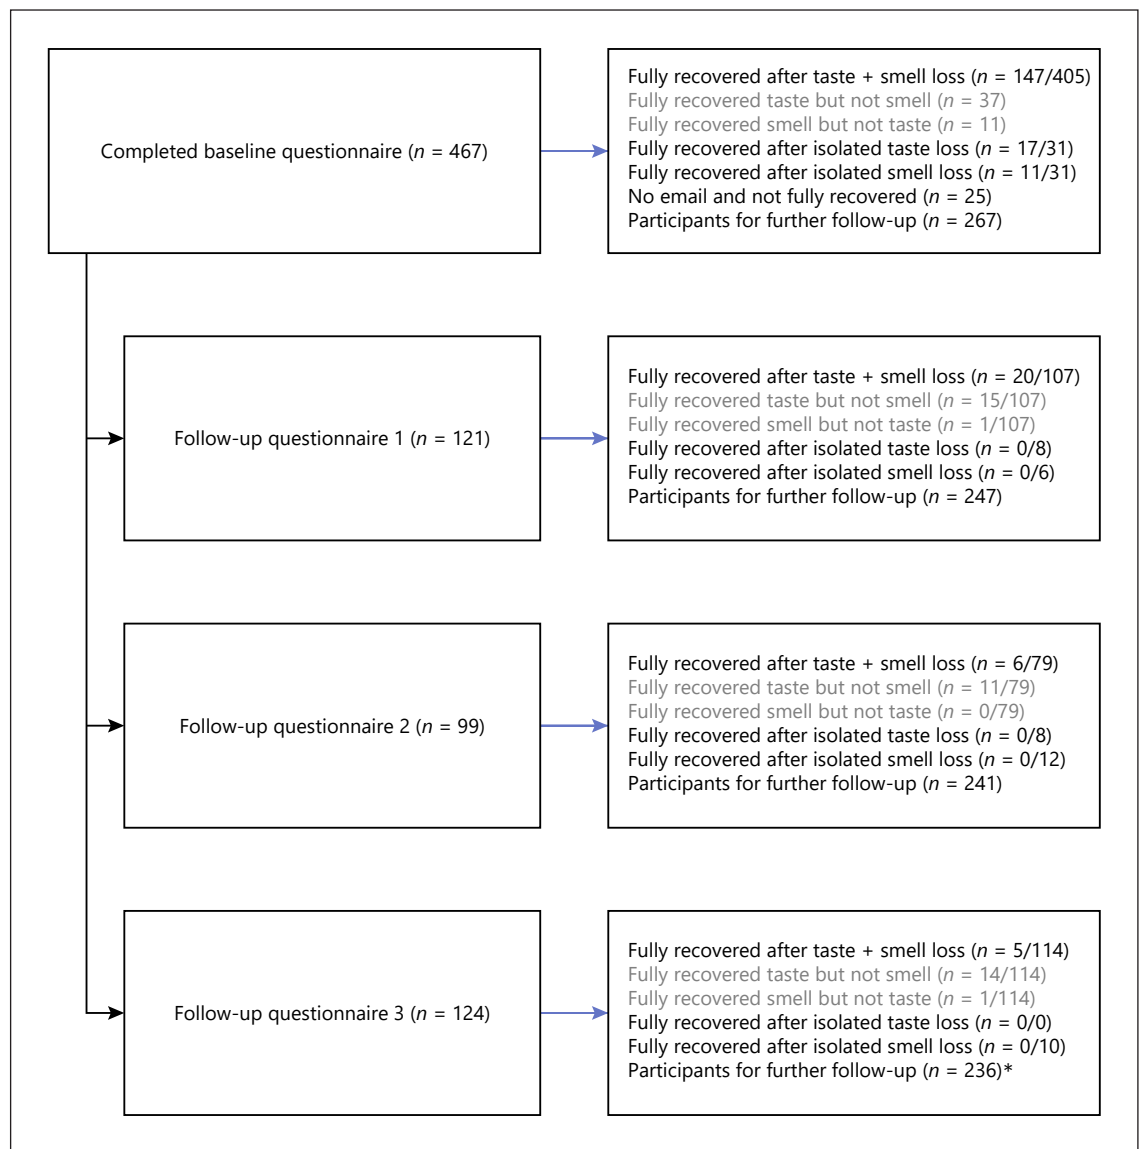 Completed baseline questionnaire (n = 467)
Fully recovered after taste + smell loss (n = 147/405)
Fully recovered taste but not smell (n = 37)
Fully recovered smell but not taste (n = 11)
Fully recovered after isolated taste loss (n = 17/31)
Fully recovered after isolated smell loss (n = 11/31)
No email and not fully recovered (n = 25)
Participants for further follow-up (n = 267)
Follow-up questionnaire 1 (n = 121)
Fully recovered after taste + smell loss (n = 20/107)
Fully recovered taste but not smell (n = 15/107)
Fully recovered smell but not taste (n = 1/107)
Fully recovered after isolated taste loss (n = 0/8)
Fully recovered after isolated smell loss (n = 0/6)
Participants for further follow-up (n = 247)
Follow-up questionnaire 2 (n = 99)
Fully recovered after taste + smell loss (n = 6/79)
Fully recovered taste but not smell (n = 11/79)
Fully recovered smell but not taste (n = 0/79)
Fully recovered after isolated taste loss (n = 0/8)
Fully recovered after isolated smell loss (n = 0/12)
Participants for further follow-up (n = 241)
Follow-up questionnaire 3 (n = 124)
Fully recovered after taste + smell loss (n = 5/114)
Fully recovered taste but not smell (n = 14/114)
Fully recovered smell but not taste (n = 1/114)
Fully recovered after isolated taste loss (n = 0/0)
Fully recovered after isolated smell loss (n = 0/10)
Participants for further follow-up (n = 236)*